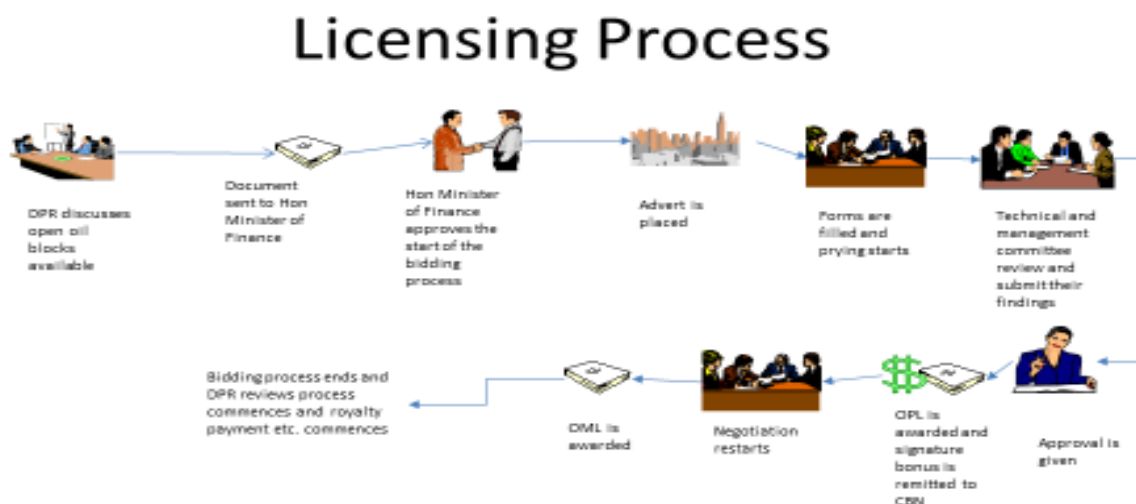 Licensing Process
DPR discusses
open oil
blocks
available
Document
sent to Hon
Minister of
Finance
Hon Minister
of Finance
approves the
start of the
bidding
process
Advert is
placed
Forms are
filled and
prying starts
Technical and
management
committee
review and
submit their
findings
Approval is
given
OPL is
awarded and
signature
bonus is
remitted to
CBN
Negotiation
restarts
OML is
awarded
Bidding process ends and
DPR reviews process
commences and royalty
payment etc. commences